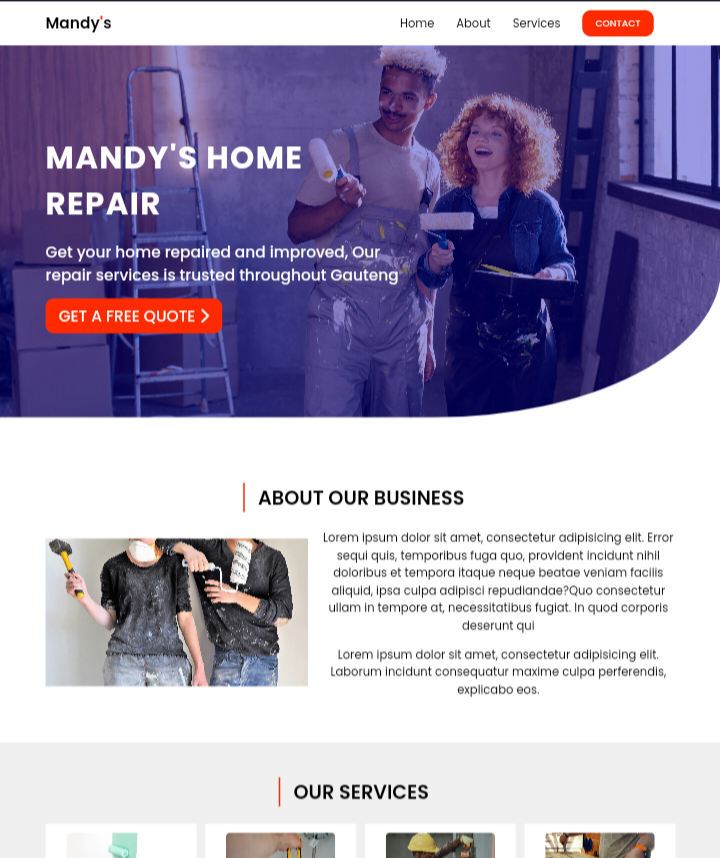 Mandy's
Home About Services CONTACT
MANDY'S HOME
REPAIR
Get your home repaired and improved, Our
repair services is trusted throughout Gauteng
GET A FREE QUOTE
ABOUT OUR BUSINESS
Lorem ipsum dolor sit amet, consectetur adipisicing elit. Error
sequi quis, temporibus fuga quo, provident incidunt nihil
doloribus et tempora itaque neque beatae veniam facilis
aliquid, ipsa culpa adipisci repudiandae?Quo consectetur
ullam in tempore at, necessitatibus fugiat. In quod corporis
deserunt qui
Lorem ipsum dolor sit amet, consectetur adipisicing elit.
Laborum incidunt consequatur maxime culpa perferendis,
explicabo eos.
OUR SERVICES